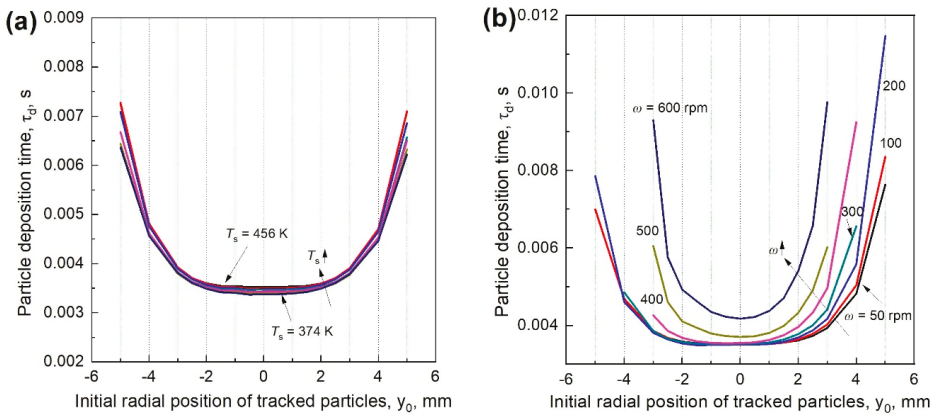 (a)
0.009
0.008
0.007
0.006
0.005
0.004
0.003
0.002
Particle deposition time, τd, s
Ts = 456 K
Ts
Ts = 374 K
-6 -4 -2 0 2 4 6
Initial radial position of tracked particles, y0, mm
(b)
0.012
0.010
0.008
0.006
0.004
Particle deposition time, τd, s
ω = 600 rpm
200
100
300
500
400
ω
ω = 50 rpm
-6 -4 -2 0 2 4 6
Initial radial position of tracked particles, y0, mm